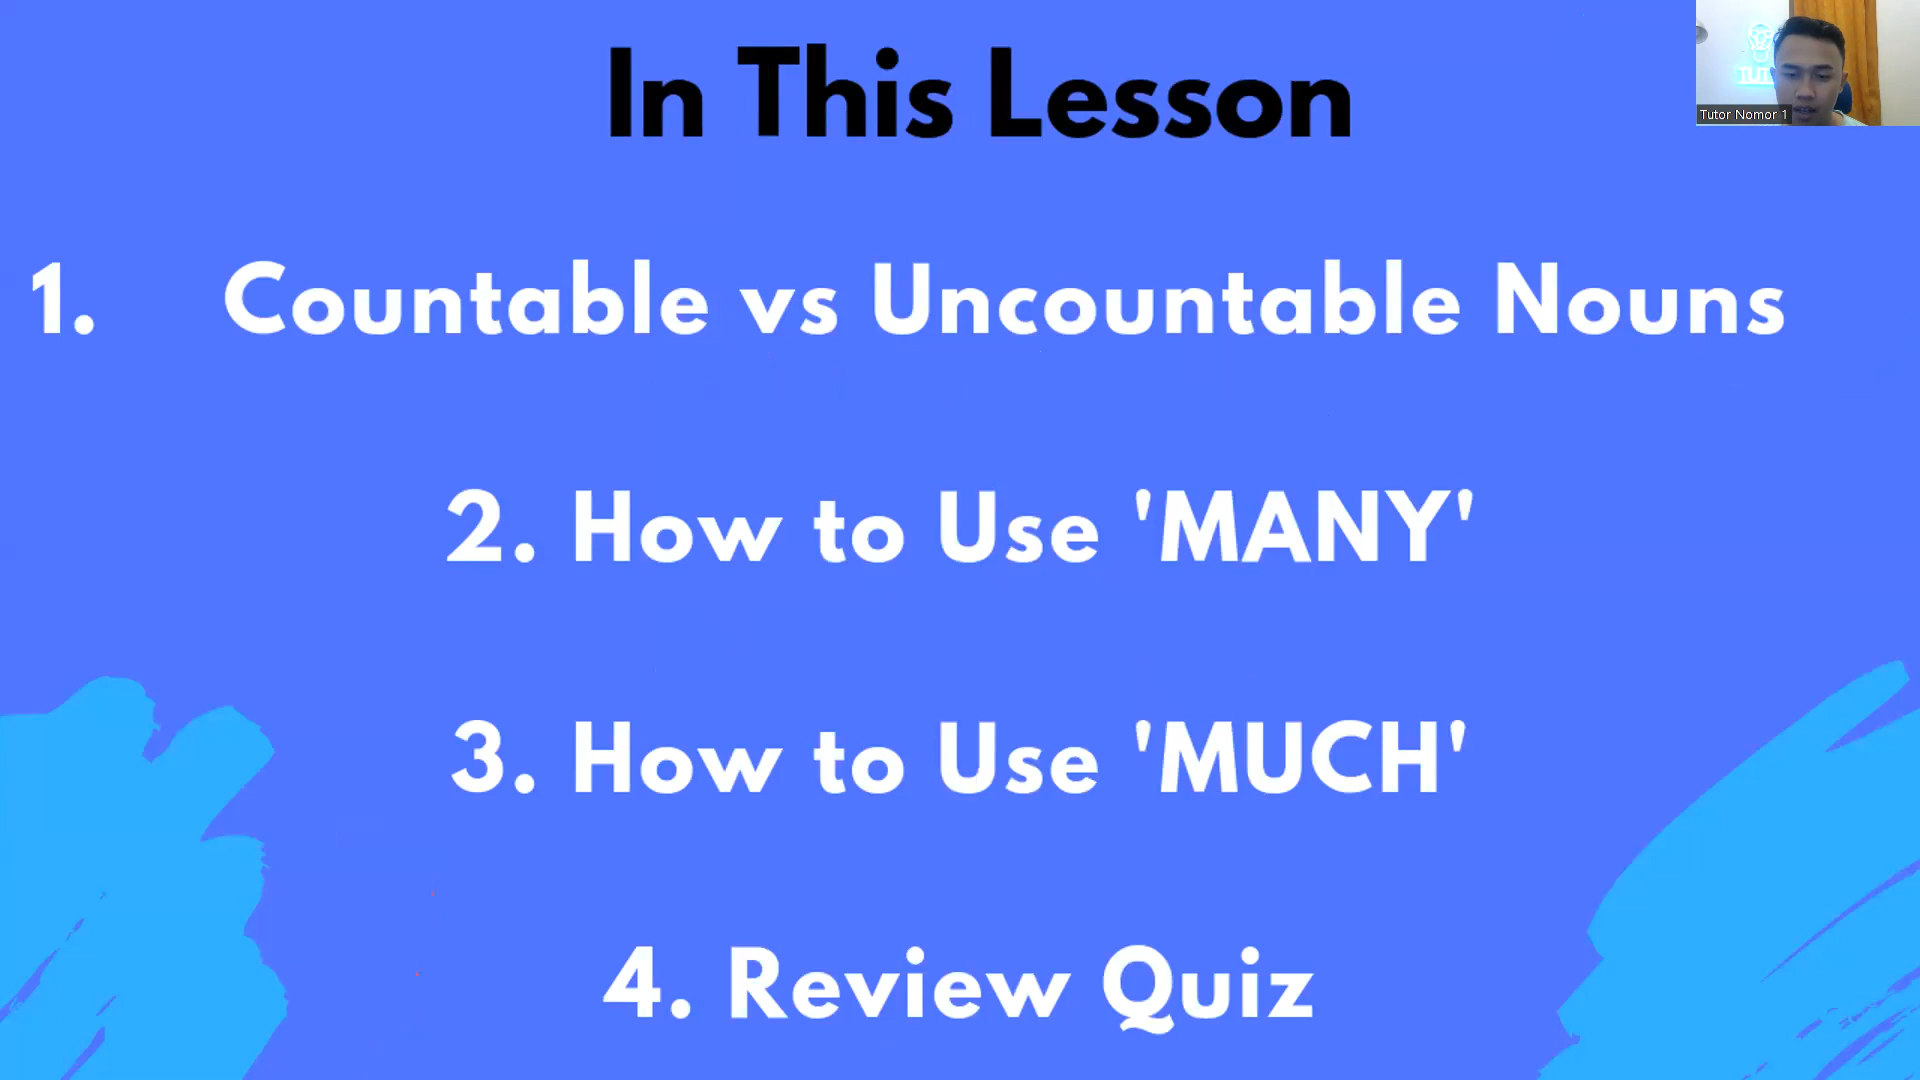 In This Lesson
Tutor Nomor 1
1. Countable vs Uncountable Nouns
2. How to Use 'MANY'
3. How to Use 'MUCH'
4. Review Quiz